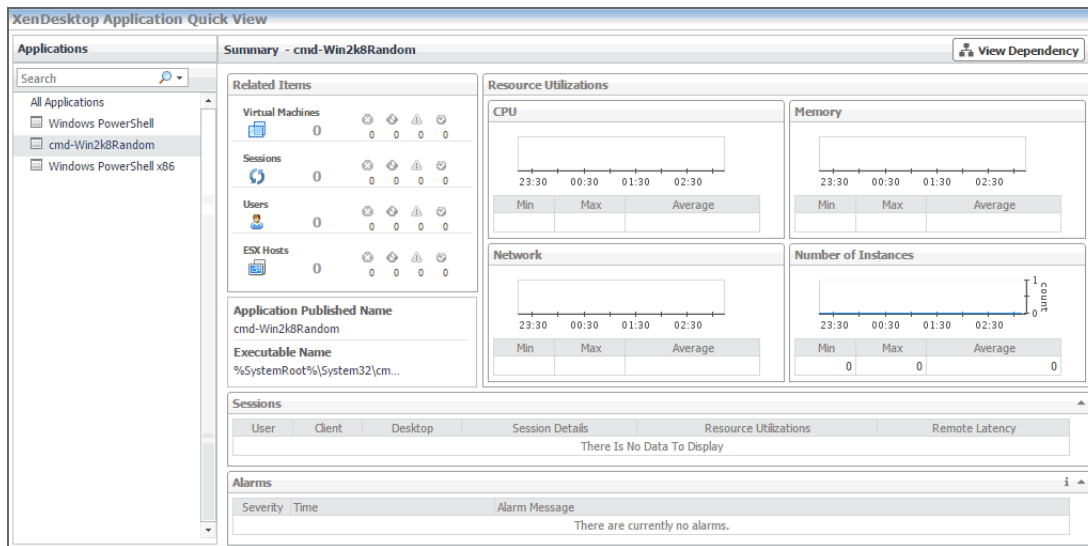 XenDesktop Application Quick View
Applications
Search
All Applications
Windows PowerShell
cmd-Win2k8Random
Windows PowerShell x86
Summary - cmd-Win2k8Random
View Dependency
Related Items
Virtual Machines
0 0 0 0 0
Sessions
0 0 0 0 0
Users
0 0 0 0 0
ESX Hosts
0 0 0 0 0
Application Published Name
cmd-Win2k8Random
Executable Name
%SystemRoot%\System32\cm...
Resource Utilizations
CPU
23:30 00:30 01:30 02:30
Min Max Average
Memory
23:30 00:30 01:30 02:30
Min Max Average
Network
23:30 00:30 01:30 02:30
Min Max Average
Number of Instances
1
count
0
23:30 00:30 01:30 02:30
Min Max Average
0 0 0
Sessions
User Client Desktop Session Details Resource Utilizations Remote Latency
There Is No Data To Display
Alarms
i
Severity Time Alarm Message
There are currently no alarms.